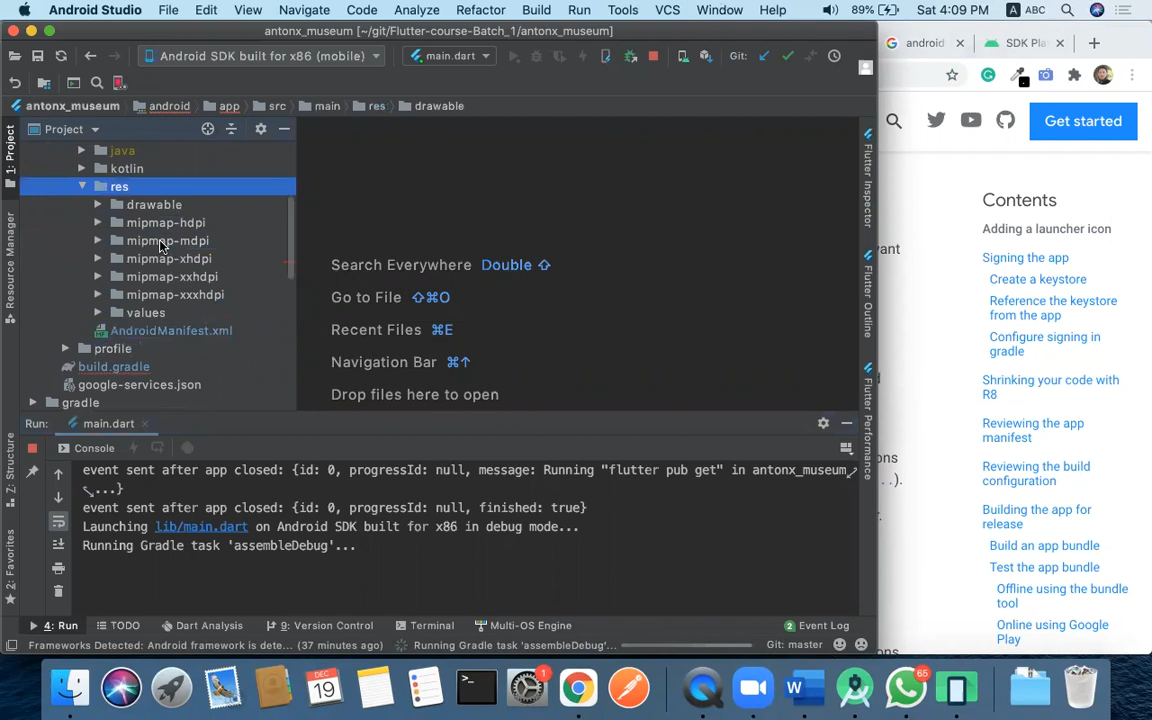 Android Studio File Edit View Navigate Code Analyze Refactor Build Run Tools VCS Window Help 89% Sat 4:09 PM A ABC
antonx_museum [~/git/Flutter-course-Batch_1/antonx_museum]
Android SDK built for x86 (mobile) main.dart Git:
antonx_museum android app src main res drawable
Project
java
kotlin
res
drawable
mipmap-hdpi
mipmap-mdpi
mipmap-xhdpi
mipmap-xxhdpi
mipmap-xxxhdpi
values
AndroidManifest.xml
profile
build.gradle
google-services.json
gradle
1: Project
Resource Manager
Z: Structure
2: Favorites
Search Everywhere Double ⇧
Go to File ⇧⌘O
Recent Files ⌘E
Navigation Bar ⌘↑
Drop files here to open
Flutter Inspector
Flutter Outline
Flutter Performance
Run: main.dart
Console
event sent after app closed: {id: 0, progressId: null, message: Running "flutter pub get" in antonx_museum
...}
event sent after app closed: {id: 0, progressId: null, finished: true}
Launching lib/main.dart on Android SDK built for x86 in debug mode...
Running Gradle task 'assembleDebug'...
4: Run TODO Dart Analysis 9: Version Control Terminal Multi-OS Engine 2 Event Log
Frameworks Detected: Android framework is dete... (37 minutes ago) Running Gradle task 'assembleDebug'... Git: master
android
SDK Pla
Get started
Contents
Adding a launcher icon
Signing the app
Create a keystore
Reference the keystore
from the app
Configure signing in
gradle
Shrinking your code with
R8
Reviewing the app
manifest
Reviewing the build
configuration
Building the app for
release
Build an app bundle
Test the app bundle
Offline using the bundle
tool
Online using Google
Play
DEC
19
1
65